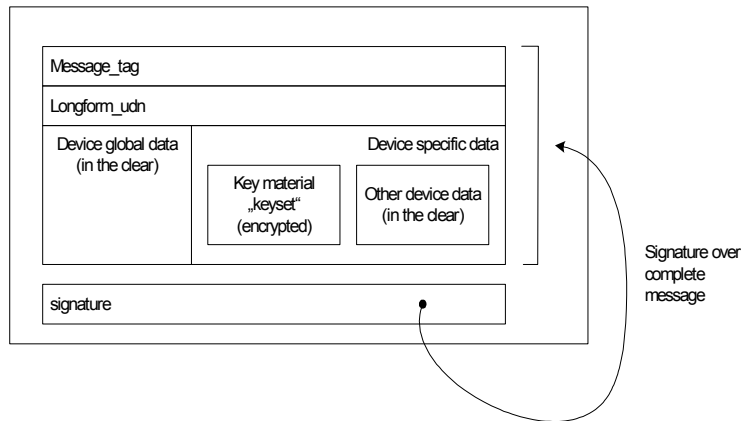 Message_tag
Longform_udn
Device global data
(in the clear)
Device specific data
Key material
„keyset“
(encrypted)
Other device data
(in the clear)
signature
Signature over
complete
message